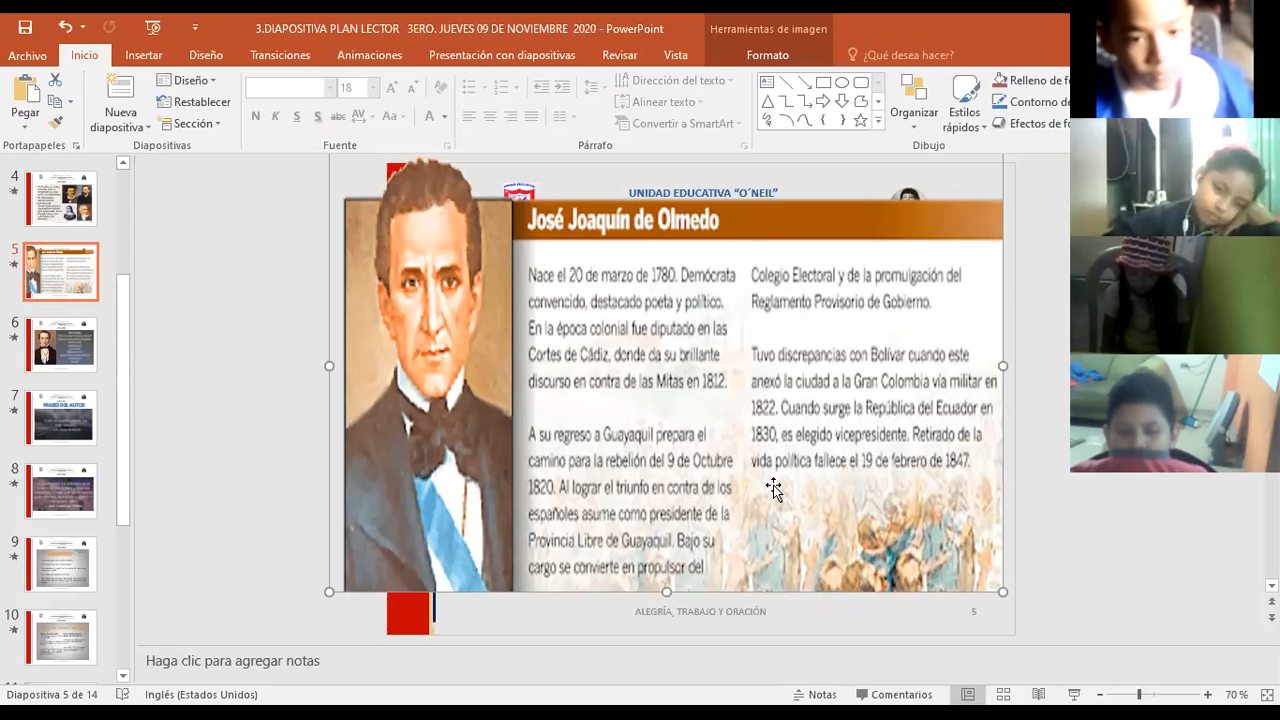 3.DIAPOSITIVA PLAN LECTOR 3ERO. JUEVES 09 DE NOVIEMBRE 2020 - PowerPoint
Herramientas de imagen
Archivo Inicio Insertar Diseño Transiciones Animaciones Presentación con diapositivas Revisar Vista Formato ¿Qué desea hacer?
Pegar
Nueva diapositiva
Diseño
Restablecer
Sección
18
Dirección del texto
Alinear texto
Convertir a SmartArt
Organizar
Estilos rápidos
Relleno de fo
Contorno de
Efectos de fo
Portapapeles Diapositivas Fuente Párrafo Dibujo
4
5
6
7
8
9
10
UNIDAD EDUCATIVA “O´NEIL”
José Joaquín de Olmedo
Nace el 20 de marzo de 1780. Demócrata
convencido, destacado poeta y político.
En la época colonial fue diputado en las
Cortes de Cádiz, donde da su brillante
discurso en contra de las Mitas en 1812.
A su regreso a Guayaquil prepara el
camino para la rebelión del 9 de Octubre
1820. Al lograr el triunfo en contra de los
españoles asume como presidente de la
Provincia Libre de Guayaquil. Bajo su
cargo se convierte en propulsor del
Colegio Electoral y de la promulgación del
Reglamento Provisorio de Gobierno.
Tuvo discrepancias con Bolívar cuando este
anexó la ciudad a la Gran Colombia vía militar en
1822. Cuando surge la República del Ecuador en
1830, es elegido vicepresidente. Retirado de la
vida política fallece el 19 de febrero de 1847.
ALEGRÍA, TRABAJO Y ORACIÓN
5
Haga clic para agregar notas
Diapositiva 5 de 14 Inglés (Estados Unidos) Notas Comentarios 70 %